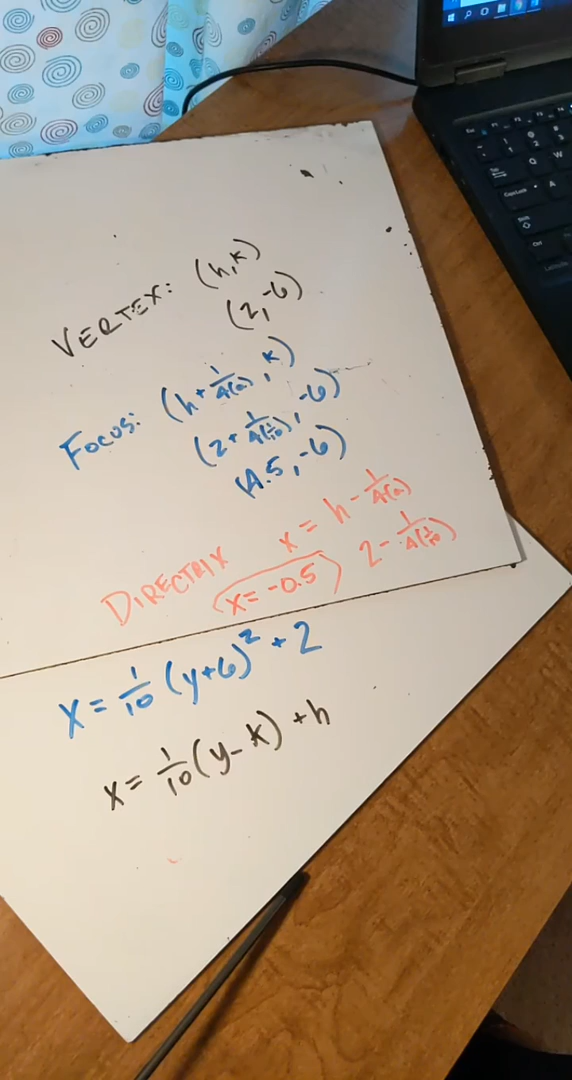 VERTEX: (h, k)
(2, -6)
FOCUS: (h + 1/4(a), k)
(2 + 1/4(1/10), -6)
(4.5, -6)
DIRECTRIX x = h - 1/4(a)
x = -0.5 2 - 1/4(1/10)
x = 1/10 (y+6)² + 2
x = 1/10 (y - k) + h